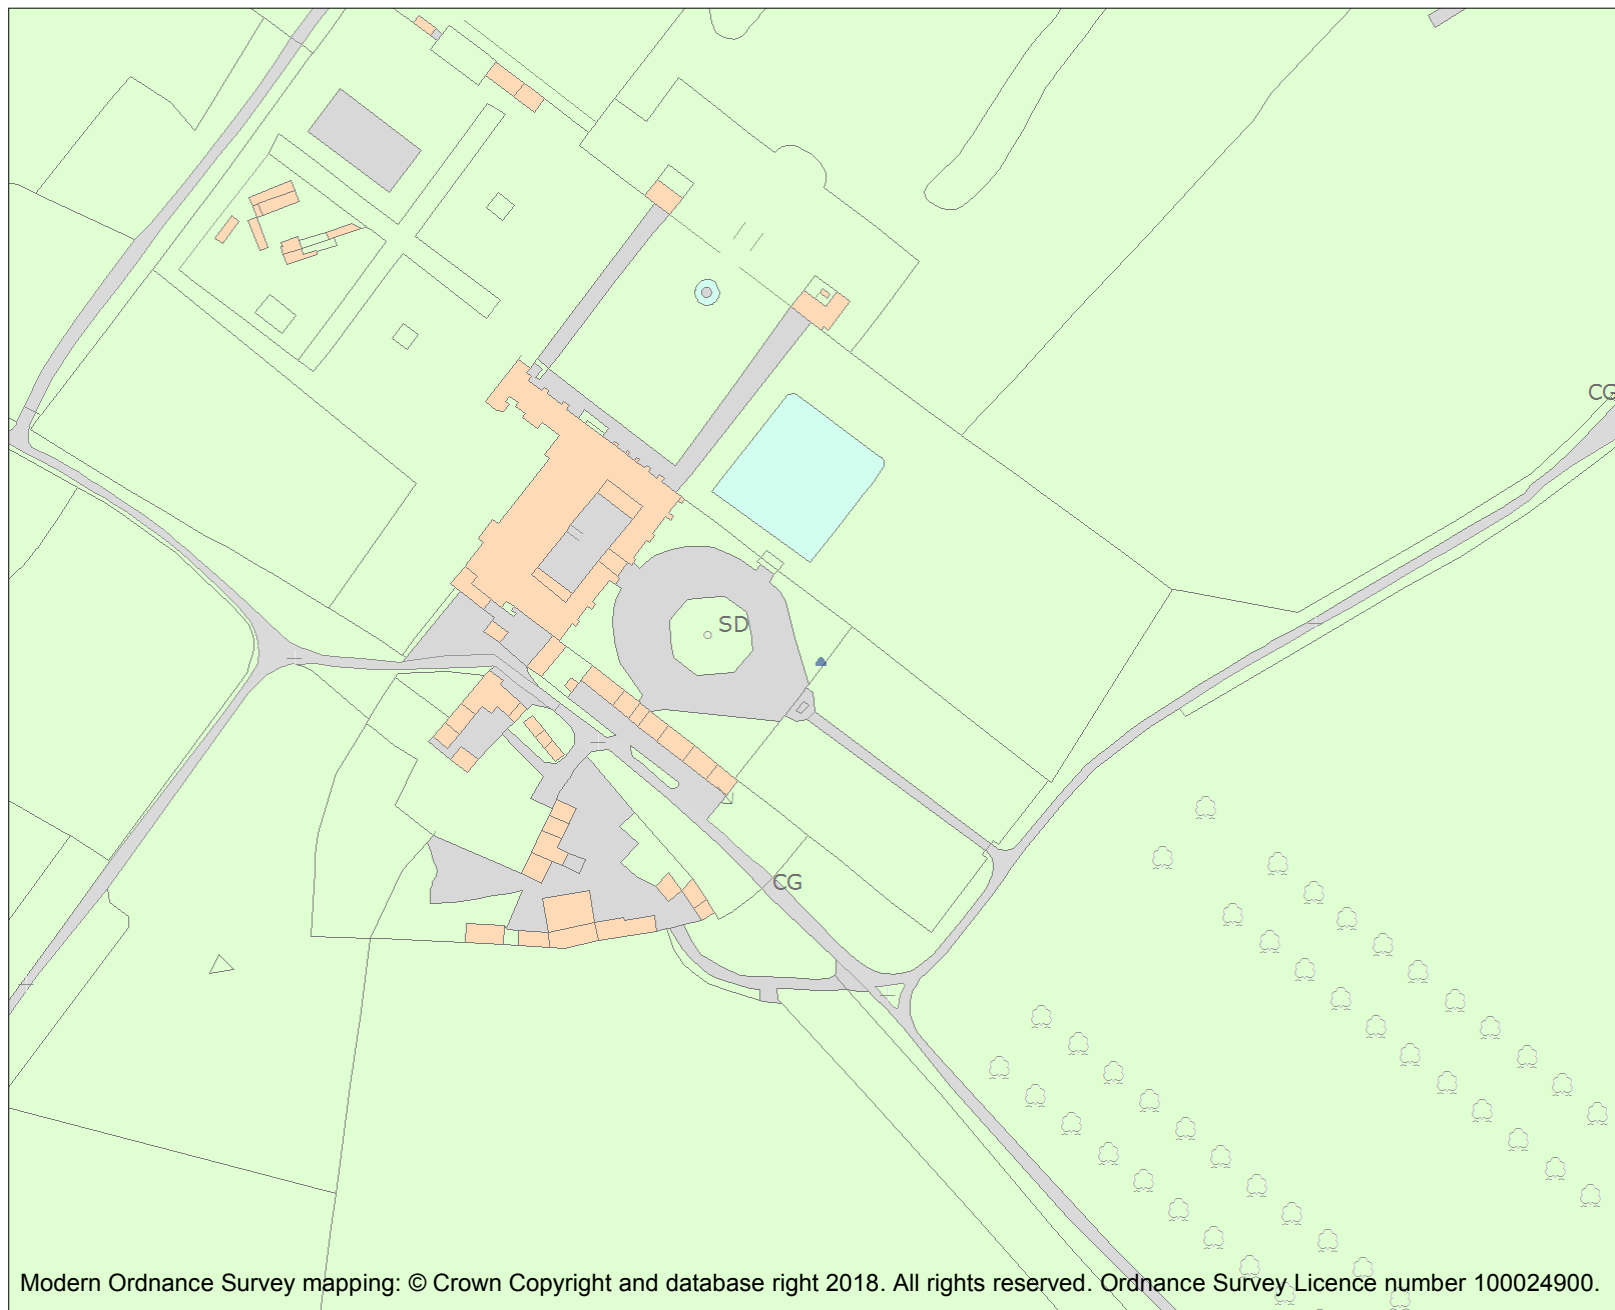 CG
SD
CG
Modern Ordnance Survey mapping: © Crown Copyright and database right 2018. All rights reserved. Ordnance Survey Licence number 100024900.